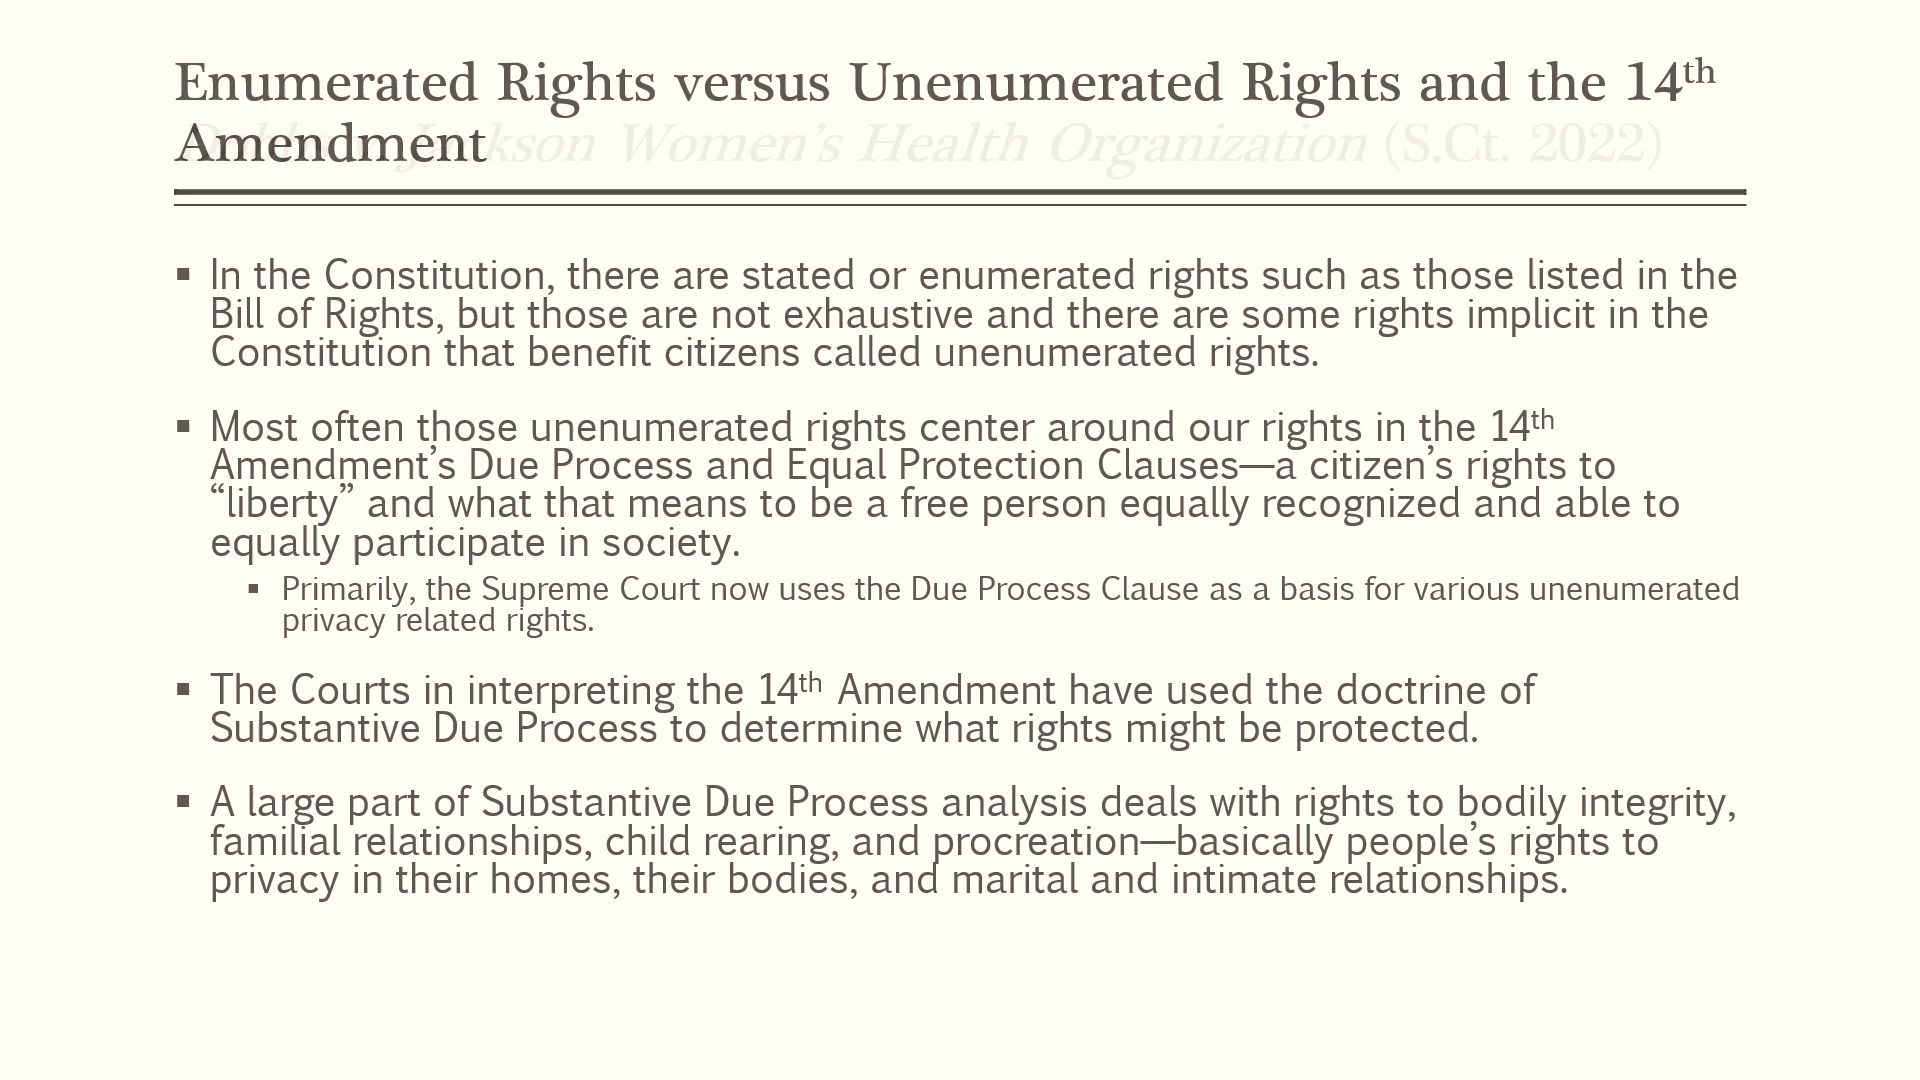 Enumerated Rights versus Unenumerated Rights and the 14th
Amendment
Dobbs v. Jackson Women’s Health Organization (S.Ct. 2022)
▪ In the Constitution, there are stated or enumerated rights such as those listed in the
Bill of Rights, but those are not exhaustive and there are some rights implicit in the
Constitution that benefit citizens called unenumerated rights.
▪ Most often those unenumerated rights center around our rights in the 14th
Amendment’s Due Process and Equal Protection Clauses—a citizen’s rights to
“liberty” and what that means to be a free person equally recognized and able to
equally participate in society.
▪ Primarily, the Supreme Court now uses the Due Process Clause as a basis for various unenumerated
privacy related rights.
▪ The Courts in interpreting the 14th Amendment have used the doctrine of
Substantive Due Process to determine what rights might be protected.
▪ A large part of Substantive Due Process analysis deals with rights to bodily integrity,
familial relationships, child rearing, and procreation—basically people’s rights to
privacy in their homes, their bodies, and marital and intimate relationships.